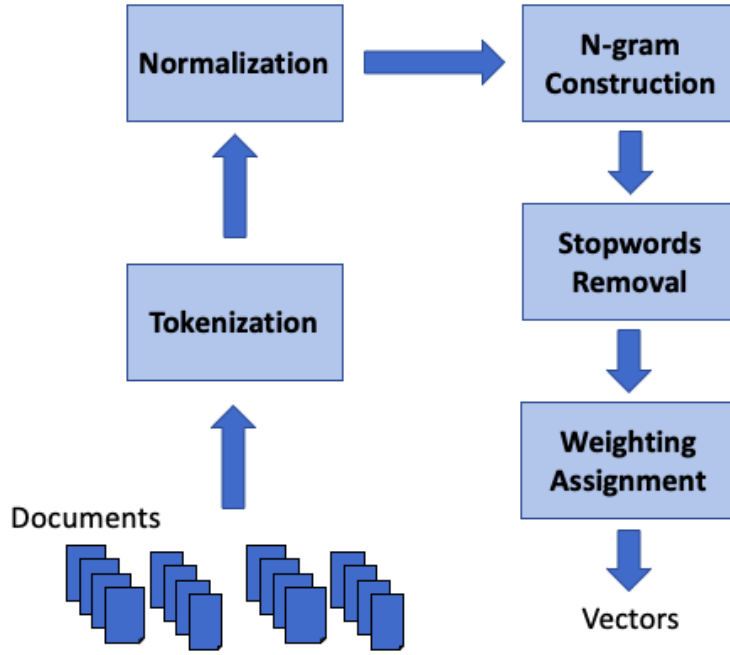 Documents
Tokenization
Normalization
N-gram
Construction
Stopwords
Removal
Weighting
Assignment
Vectors